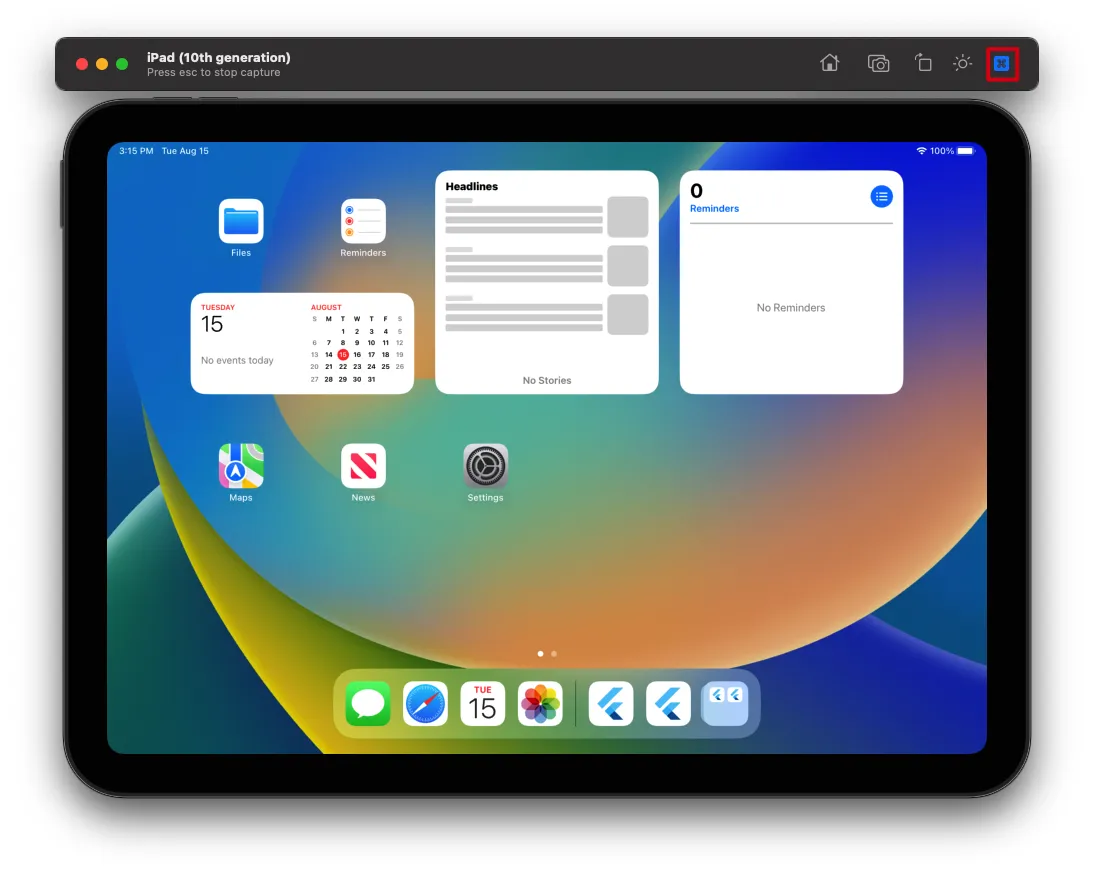 iPad (10th generation)
Press esc to stop capture
3:15 PM Tue Aug 15
100%
Files
Reminders
Headlines
No Stories
0
Reminders
No Reminders
TUESDAY
15
No events today
AUGUST
S M T W T F S
1 2 3 4 5
6 7 8 9 10 11 12
13 14 15 16 17 18 19
20 21 22 23 24 25 26
27 28 29 30 31
Maps
News
Settings
TUE
15